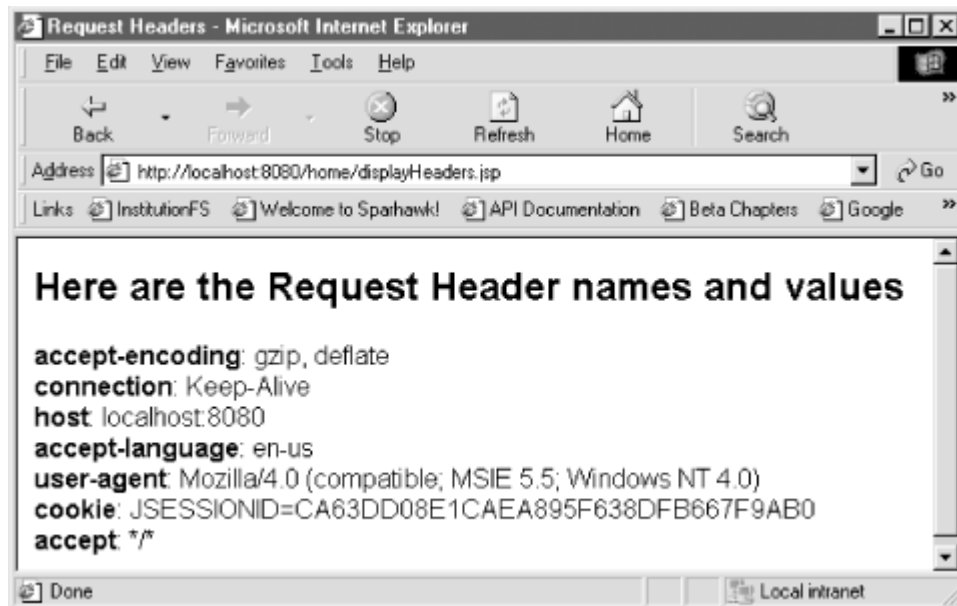 Request Headers - Microsoft Internet Explorer
File Edit View Favorites Tools Help
Back Forward Stop Refresh Home Search »
Address http://localhost:8080/home/displayHeaders.jsp Go
Links InstitutionFS Welcome to Sparhawk! API Documentation Beta Chapters Google »
Here are the Request Header names and values
accept-encoding: gzip, deflate
connection: Keep-Alive
host: localhost:8080
accept-language: en-us
user-agent: Mozilla/4.0 (compatible; MSIE 5.5; Windows NT 4.0)
cookie: JSESSIONID=CA63DD08E1CAEA895F638DFB667F9AB0
accept: */*
Done Local intranet